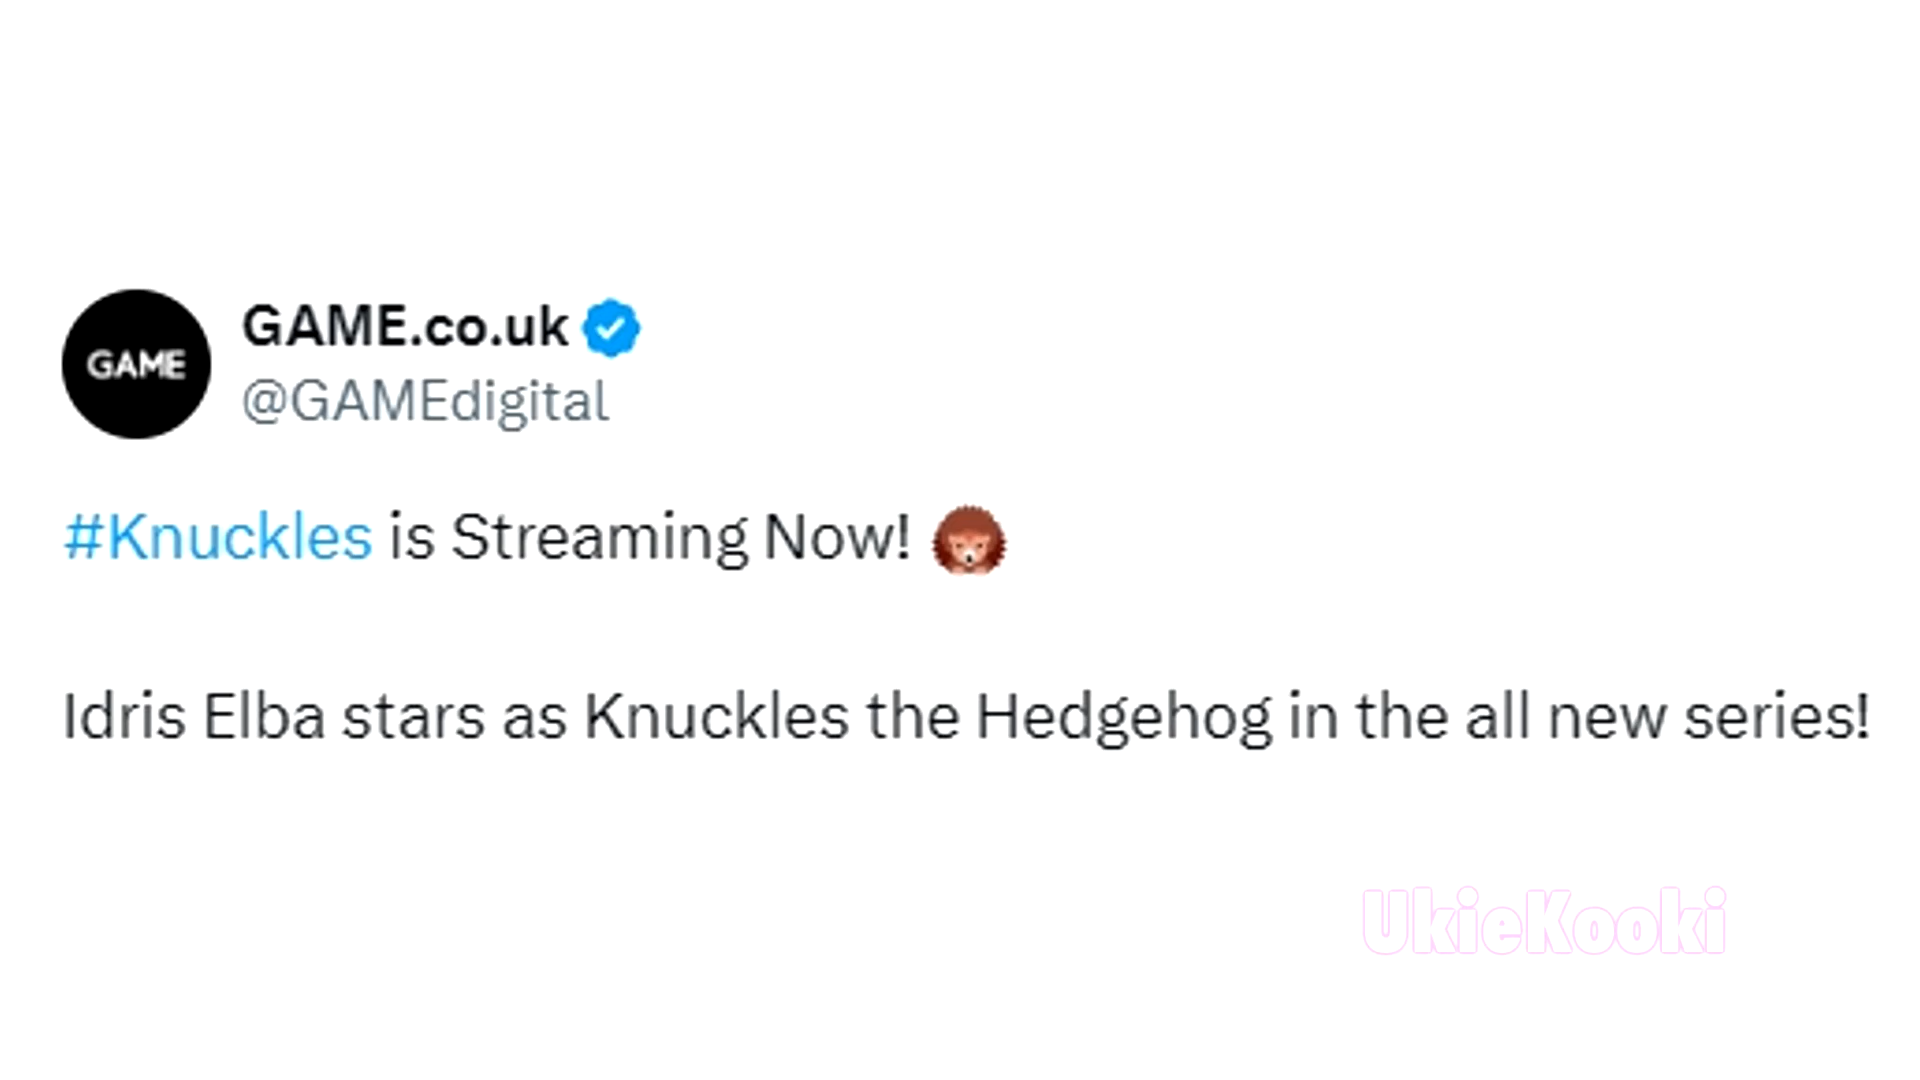 GAME
GAME.co.uk
@GAMEdigital
#Knuckles is Streaming Now! 🦔
Idris Elba stars as Knuckles the Hedgehog in the all new series!
UkieKooki